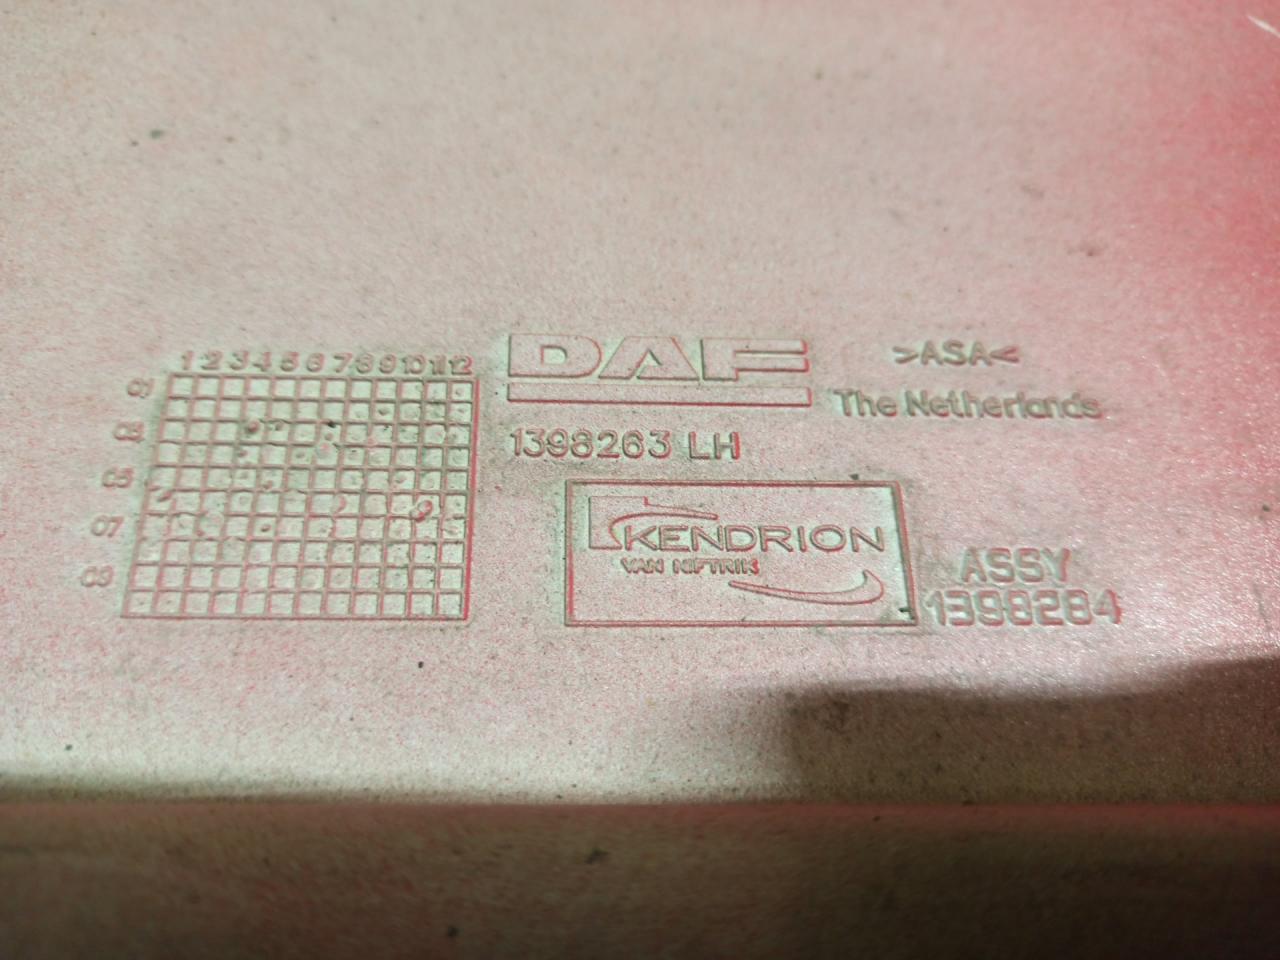 1 2 3 4 5 6 7 8 9 10 11 12
01
03
05
07
09
DAF
>ASA<
The Netherlands
1398263 LH
KENDRION
VAN NIFTRIK
ASSY
1398284